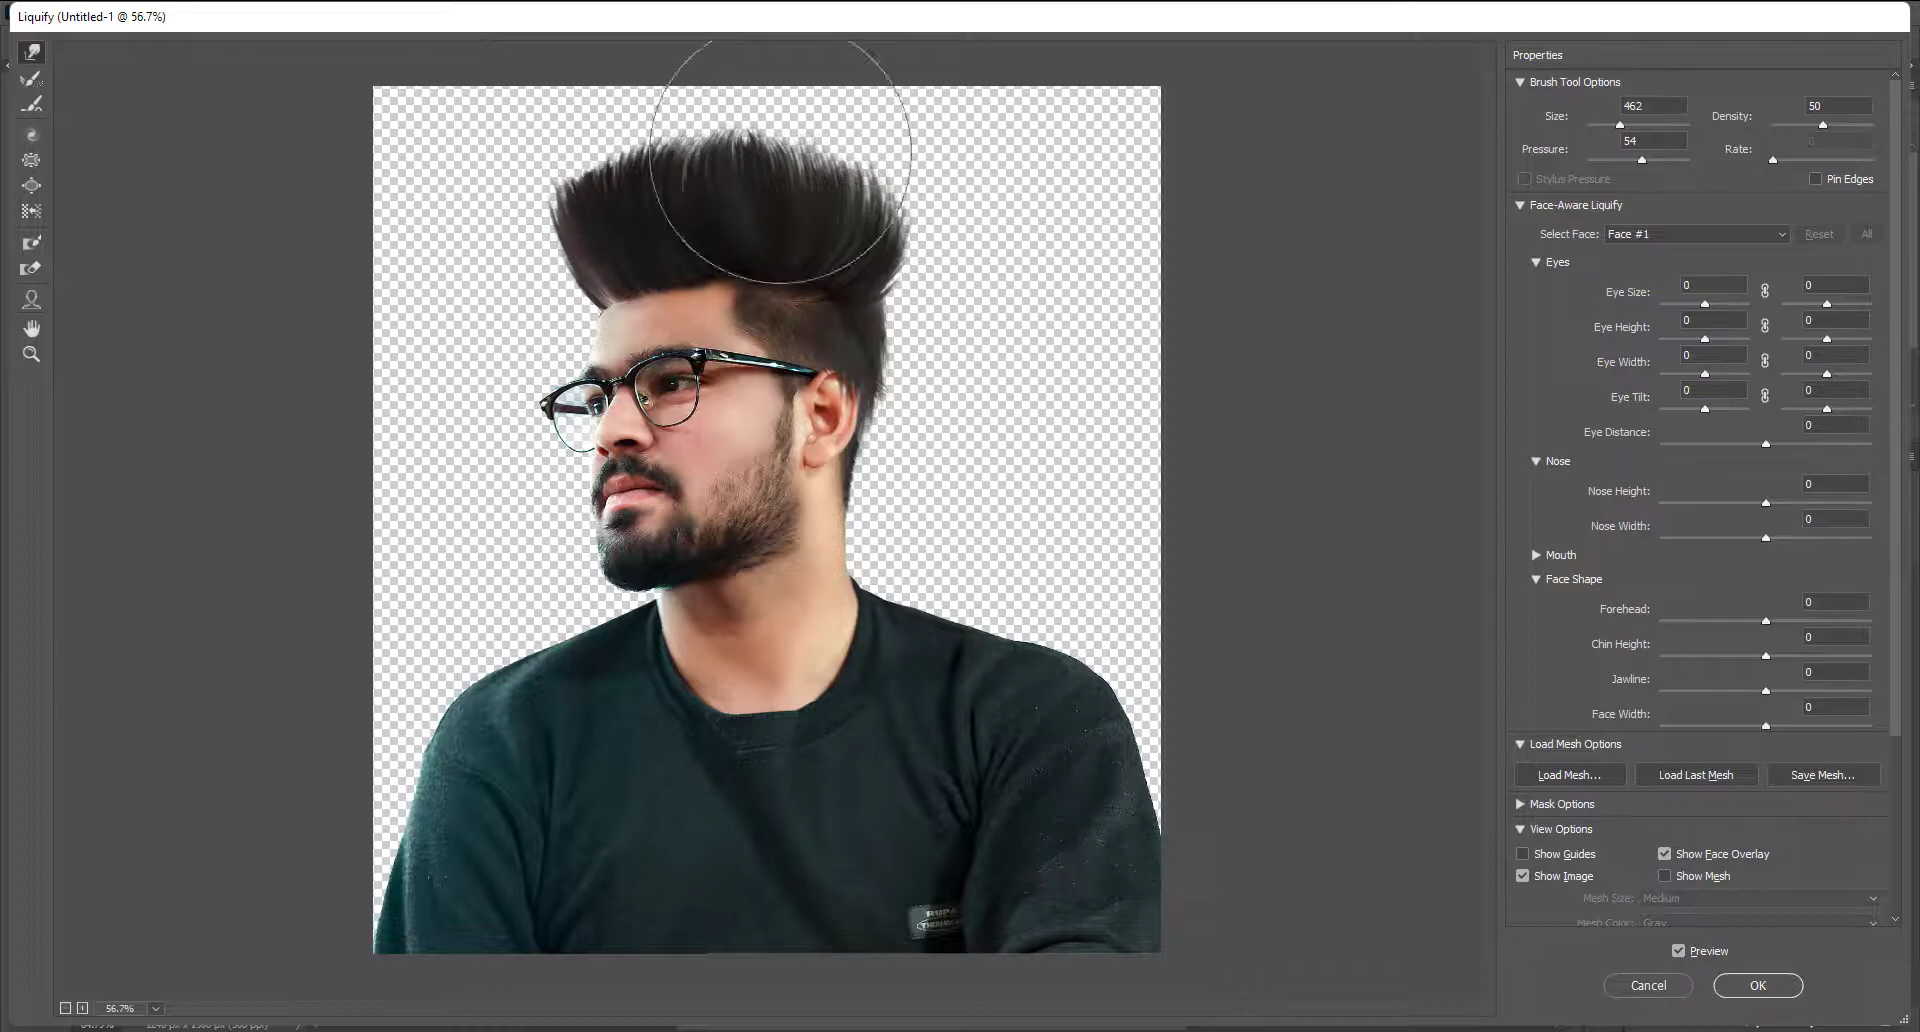 Liquify (Untitled-1 @ 56.7%)
Properties
Brush Tool Options
Size: 462 Density: 50
Pressure: 54 Rate: 0
Stylus Pressure Pin Edges
Face-Aware Liquify
Select Face: Face #1 Reset All
Eyes
Eye Size: 0 0
Eye Height: 0 0
Eye Width: 0 0
Eye Tilt: 0 0
Eye Distance: 0
Nose
Nose Height: 0
Nose Width: 0
Mouth
Face Shape
Forehead: 0
Chin Height: 0
Jawline: 0
Face Width: 0
Load Mesh Options
Load Mesh... Load Last Mesh Save Mesh...
Mask Options
View Options
Show Guides Show Face Overlay
Show Image Show Mesh
Mesh Size: Medium
Mesh Color: Gray
RUPA
Preview
Cancel OK
56.7%